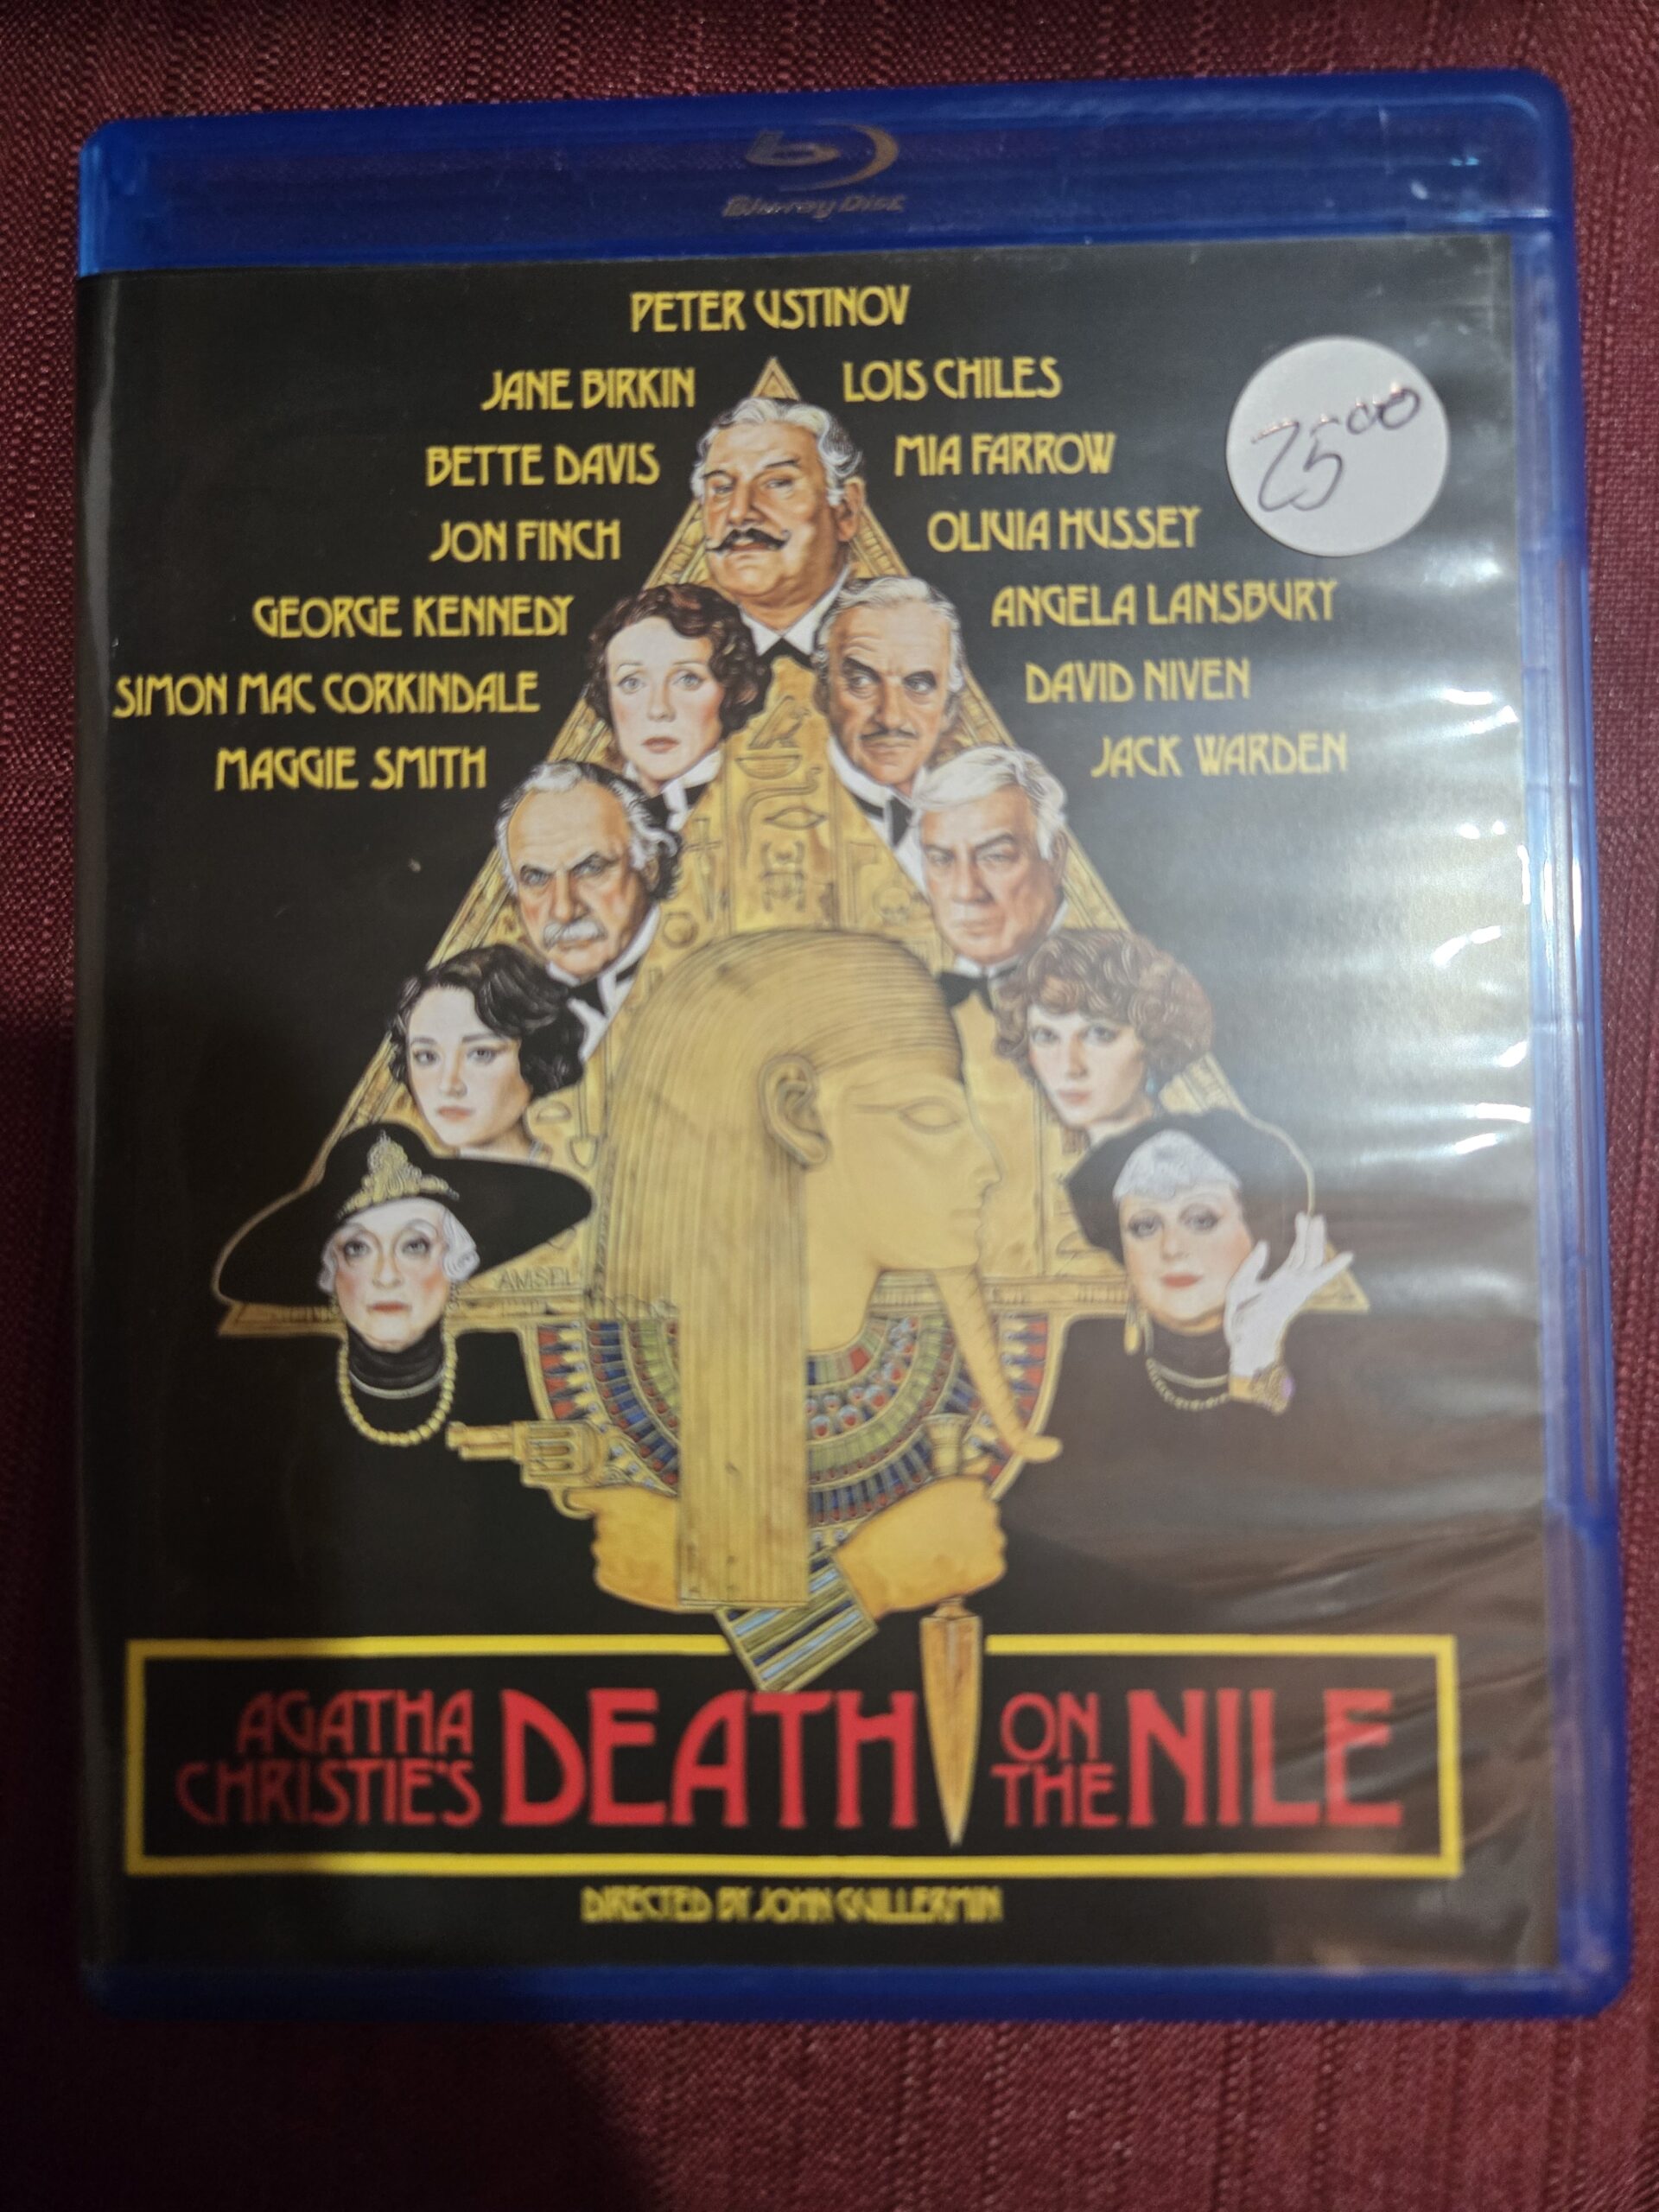 Blu-ray Disc
PETER USTINOV
JANE BIRKIN LOIS CHILES
BETTE DAVIS MIA FARROW
JON FINCH OLIVIA HUSSEY
GEORGE KENNEDY ANGELA LANSBURY
SIMON MAC CORKINDALE DAVID NIVEN
MAGGIE SMITH JACK WARDEN
AMSEL
AGATHA CHRISTIE'S DEATH ON THE NILE
DIRECTED BY JOHN GUILLERMIN